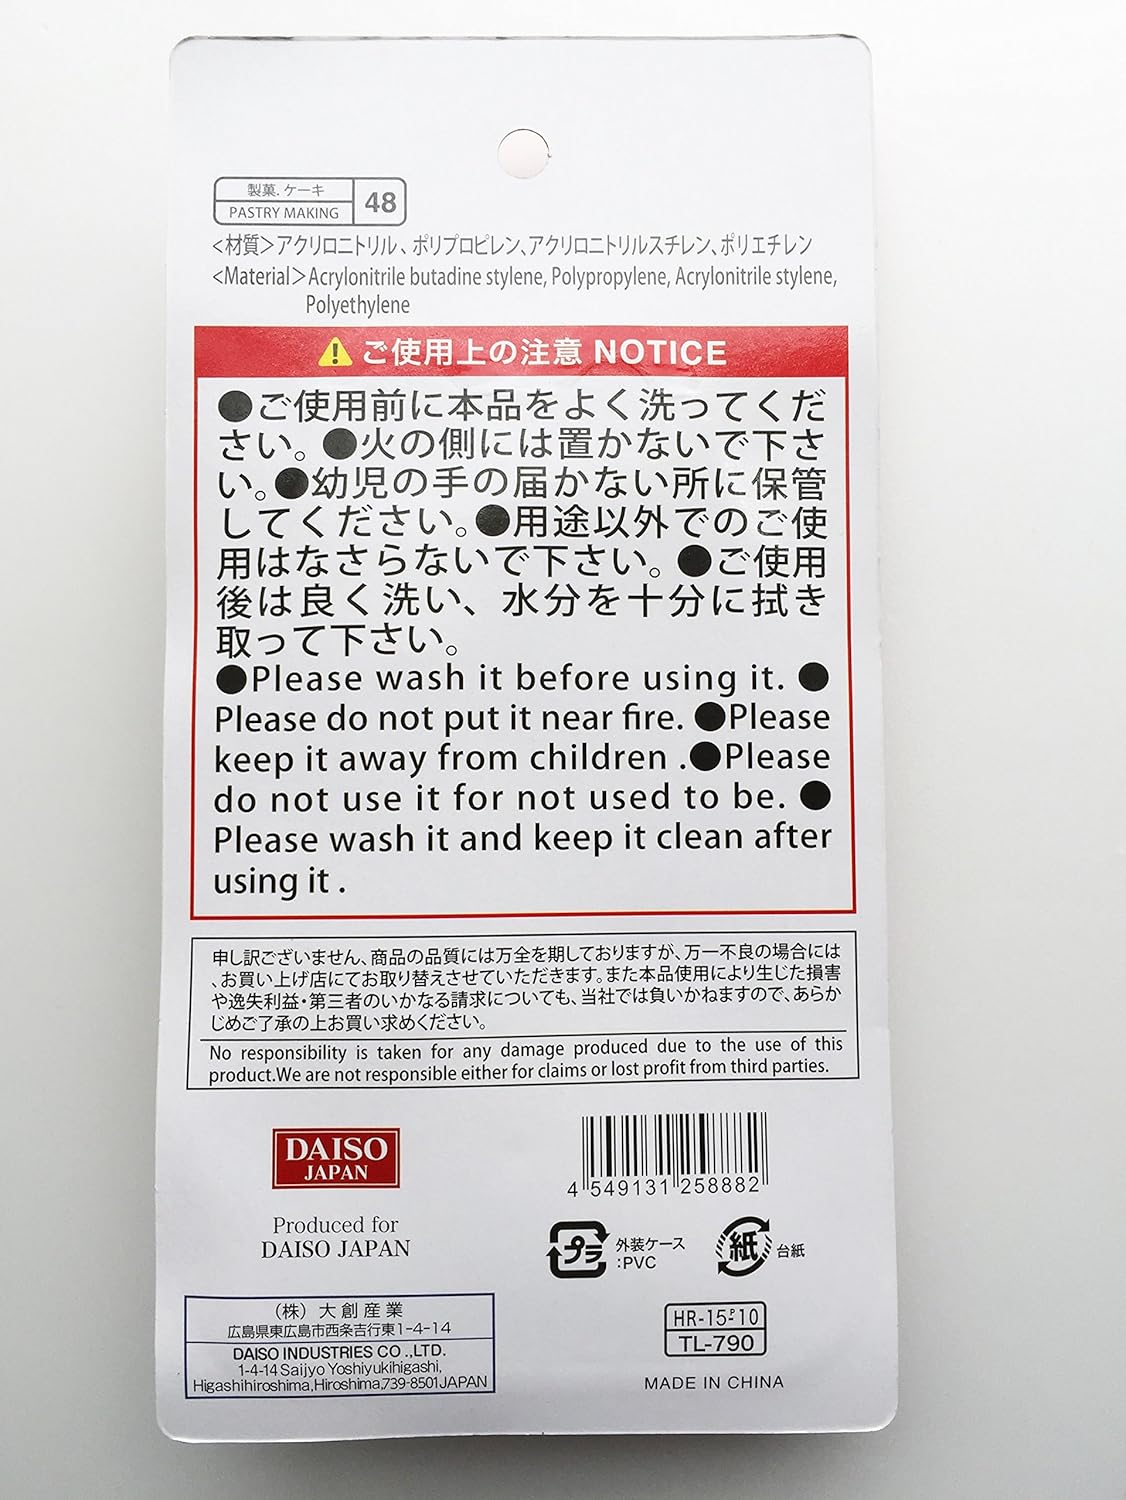 製菓.ケーキ
PASTRY MAKING
48
<材質>アクリロニトリル、ポリプロピレン、アクリロニトリルスチレン、ポリエチレン
<Material>Acrylonitrile butadine stylene, Polypropylene, Acrylonitrile stylene,
Polyethylene
ご使用上の注意 NOTICE
●ご使用前に本品をよく洗ってくだ
さい。●火の側には置かないで下さ
い。●幼児の手の届かない所に保管
してください。●用途以外でのご使
用はなさらないで下さい。●ご使用
後は良く洗い、水分を十分に拭き
取って下さい。
●Please wash it before using it. ●
Please do not put it near fire. ●Please
keep it away from children .●Please
do not use it for not used to be. ●
Please wash it and keep it clean after
using it .
申し訳ございません、商品の品質には万全を期しておりますが、万一不良の場合には
、お買い上げ店にてお取り替えさせていただきます。また本品使用により生じた損害
や逸失利益・第三者のいかなる請求についても、当社では負いかねますので、あらか
じめご了承の上お買い求めください。
No responsibility is taken for any damage produced due to the use of this
product.We are not responsible either for claims or lost profit from third parties.
DAISO
JAPAN
Produced for
DAISO JAPAN
4 549131 258882
プラ
外装ケース
:PVC
紙
台紙
(株) 大創産業
広島県東広島市西条吉行東1-4-14
DAISO INDUSTRIES CO .,LTD.
1-4-14 Saijyo Yoshiyukihigashi,
Higashihiroshima,Hiroshima,739-8501JAPAN
HR-15-P-10
TL-790
MADE IN CHINA